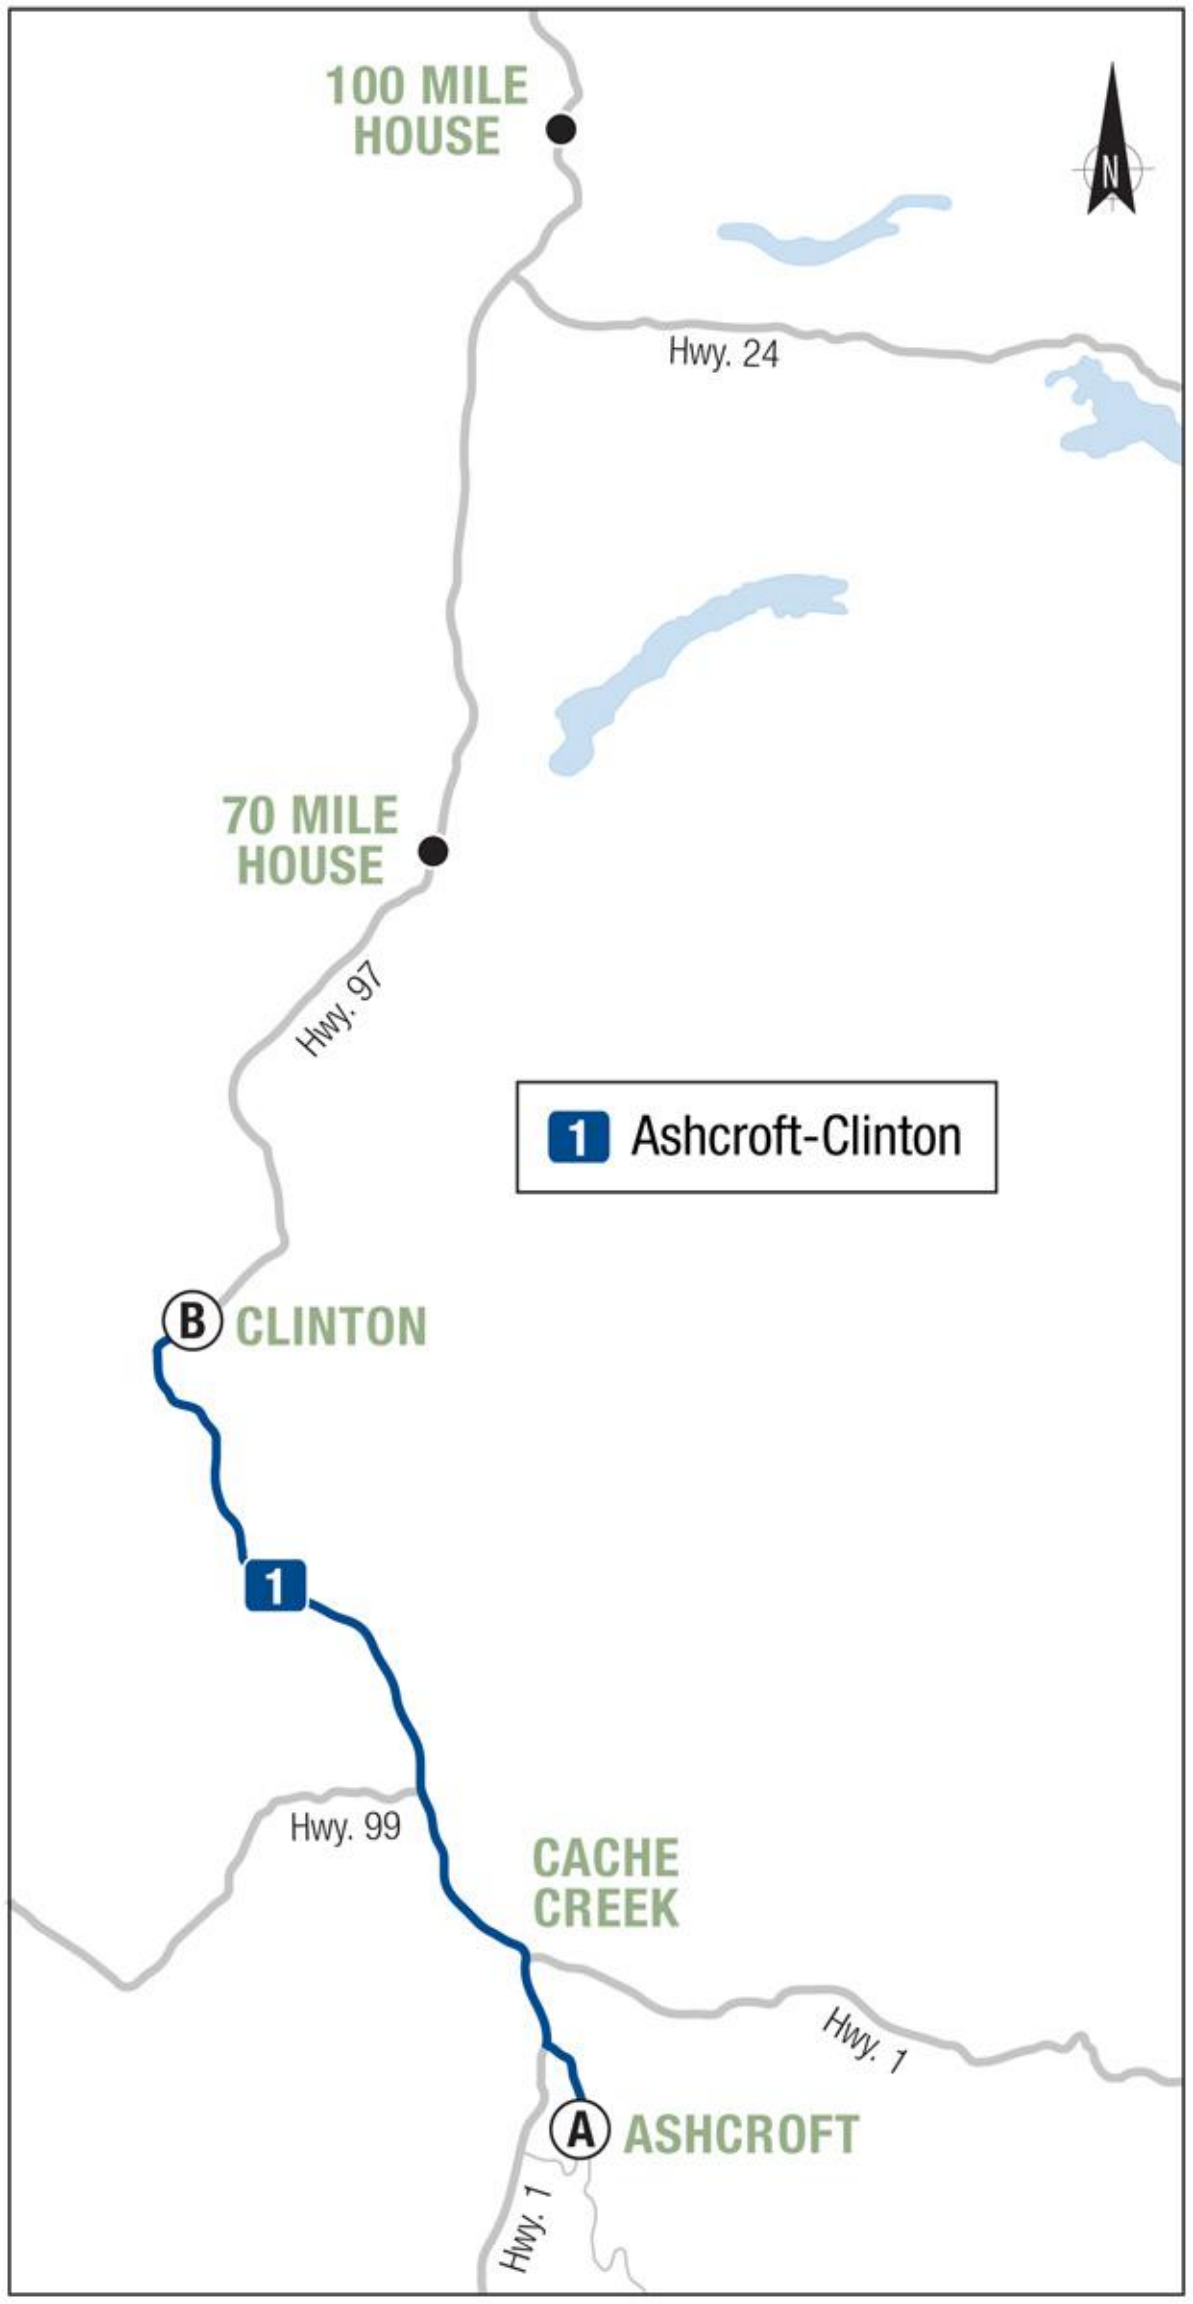 100 MILE
HOUSE
N
Hwy. 24
70 MILE
HOUSE
Hwy. 97
1 Ashcroft-Clinton
B CLINTON
1
Hwy. 99
CACHE
CREEK
Hwy. 1
A ASHCROFT
Hwy. 1